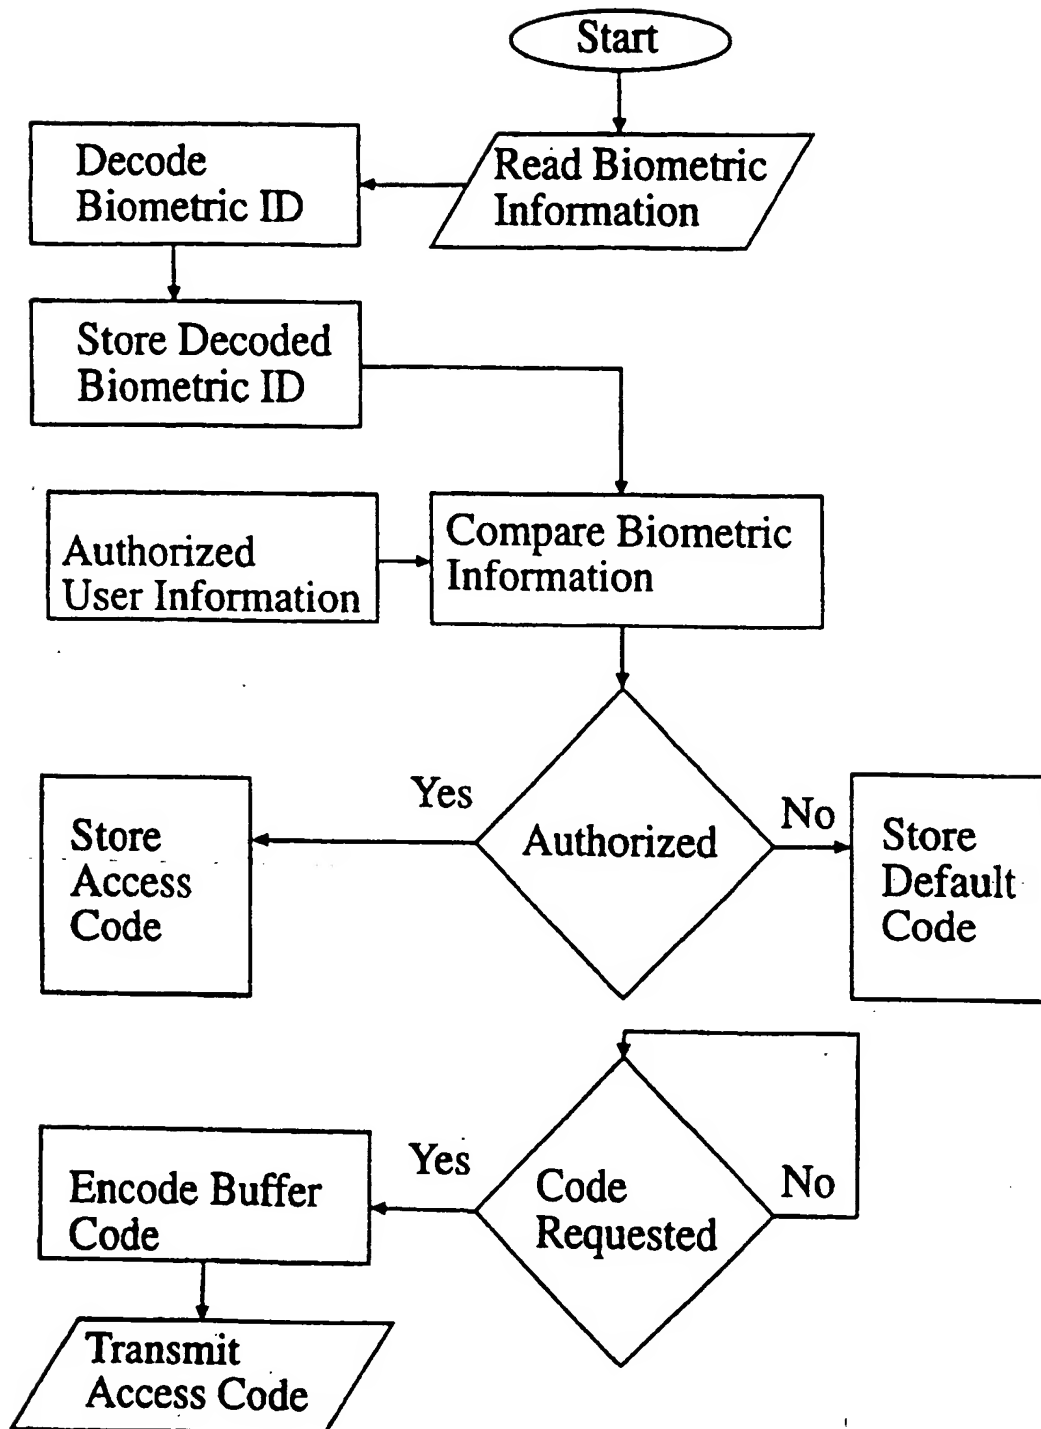 Start
Read Biometric
Information
Decode
Biometric ID
Store Decoded
Biometric ID
Authorized
User Information
Compare Biometric
Information
Authorized
Yes
No
Store
Access
Code
Store
Default
Code
Code
Requested
Yes
No
Encode Buffer
Code
Transmit
Access Code